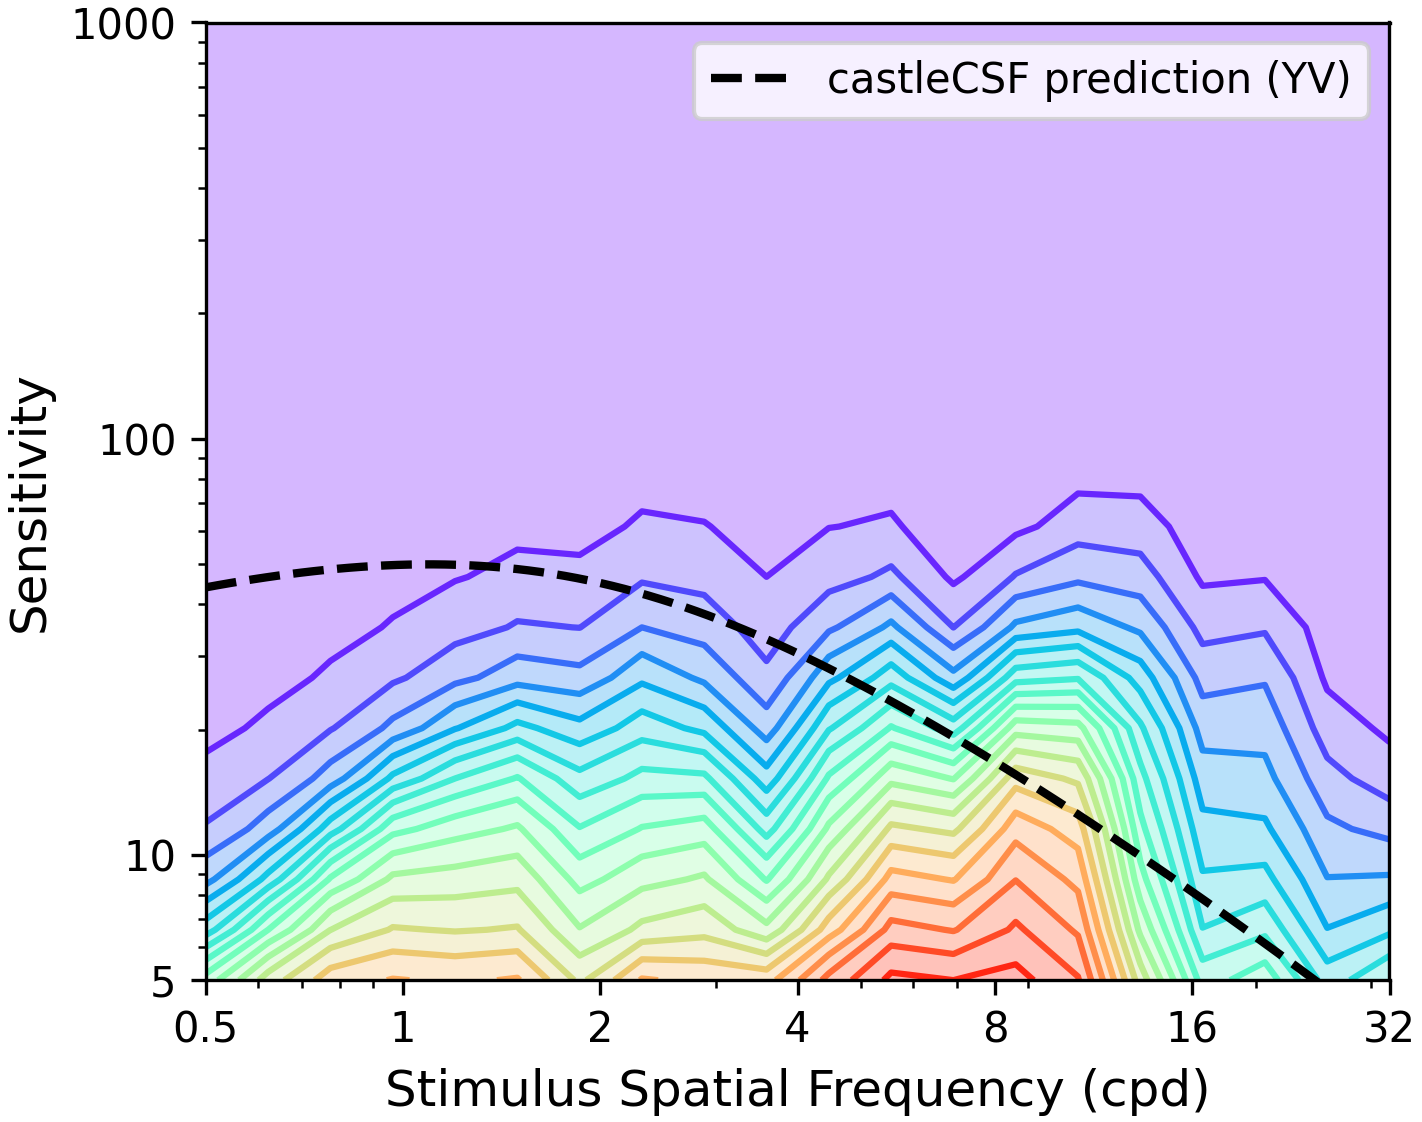 1000
castleCSF prediction (YV)
100
Sensitivity
10
5
0.5 1 2 4 8 16 32
Stimulus Spatial Frequency (cpd)